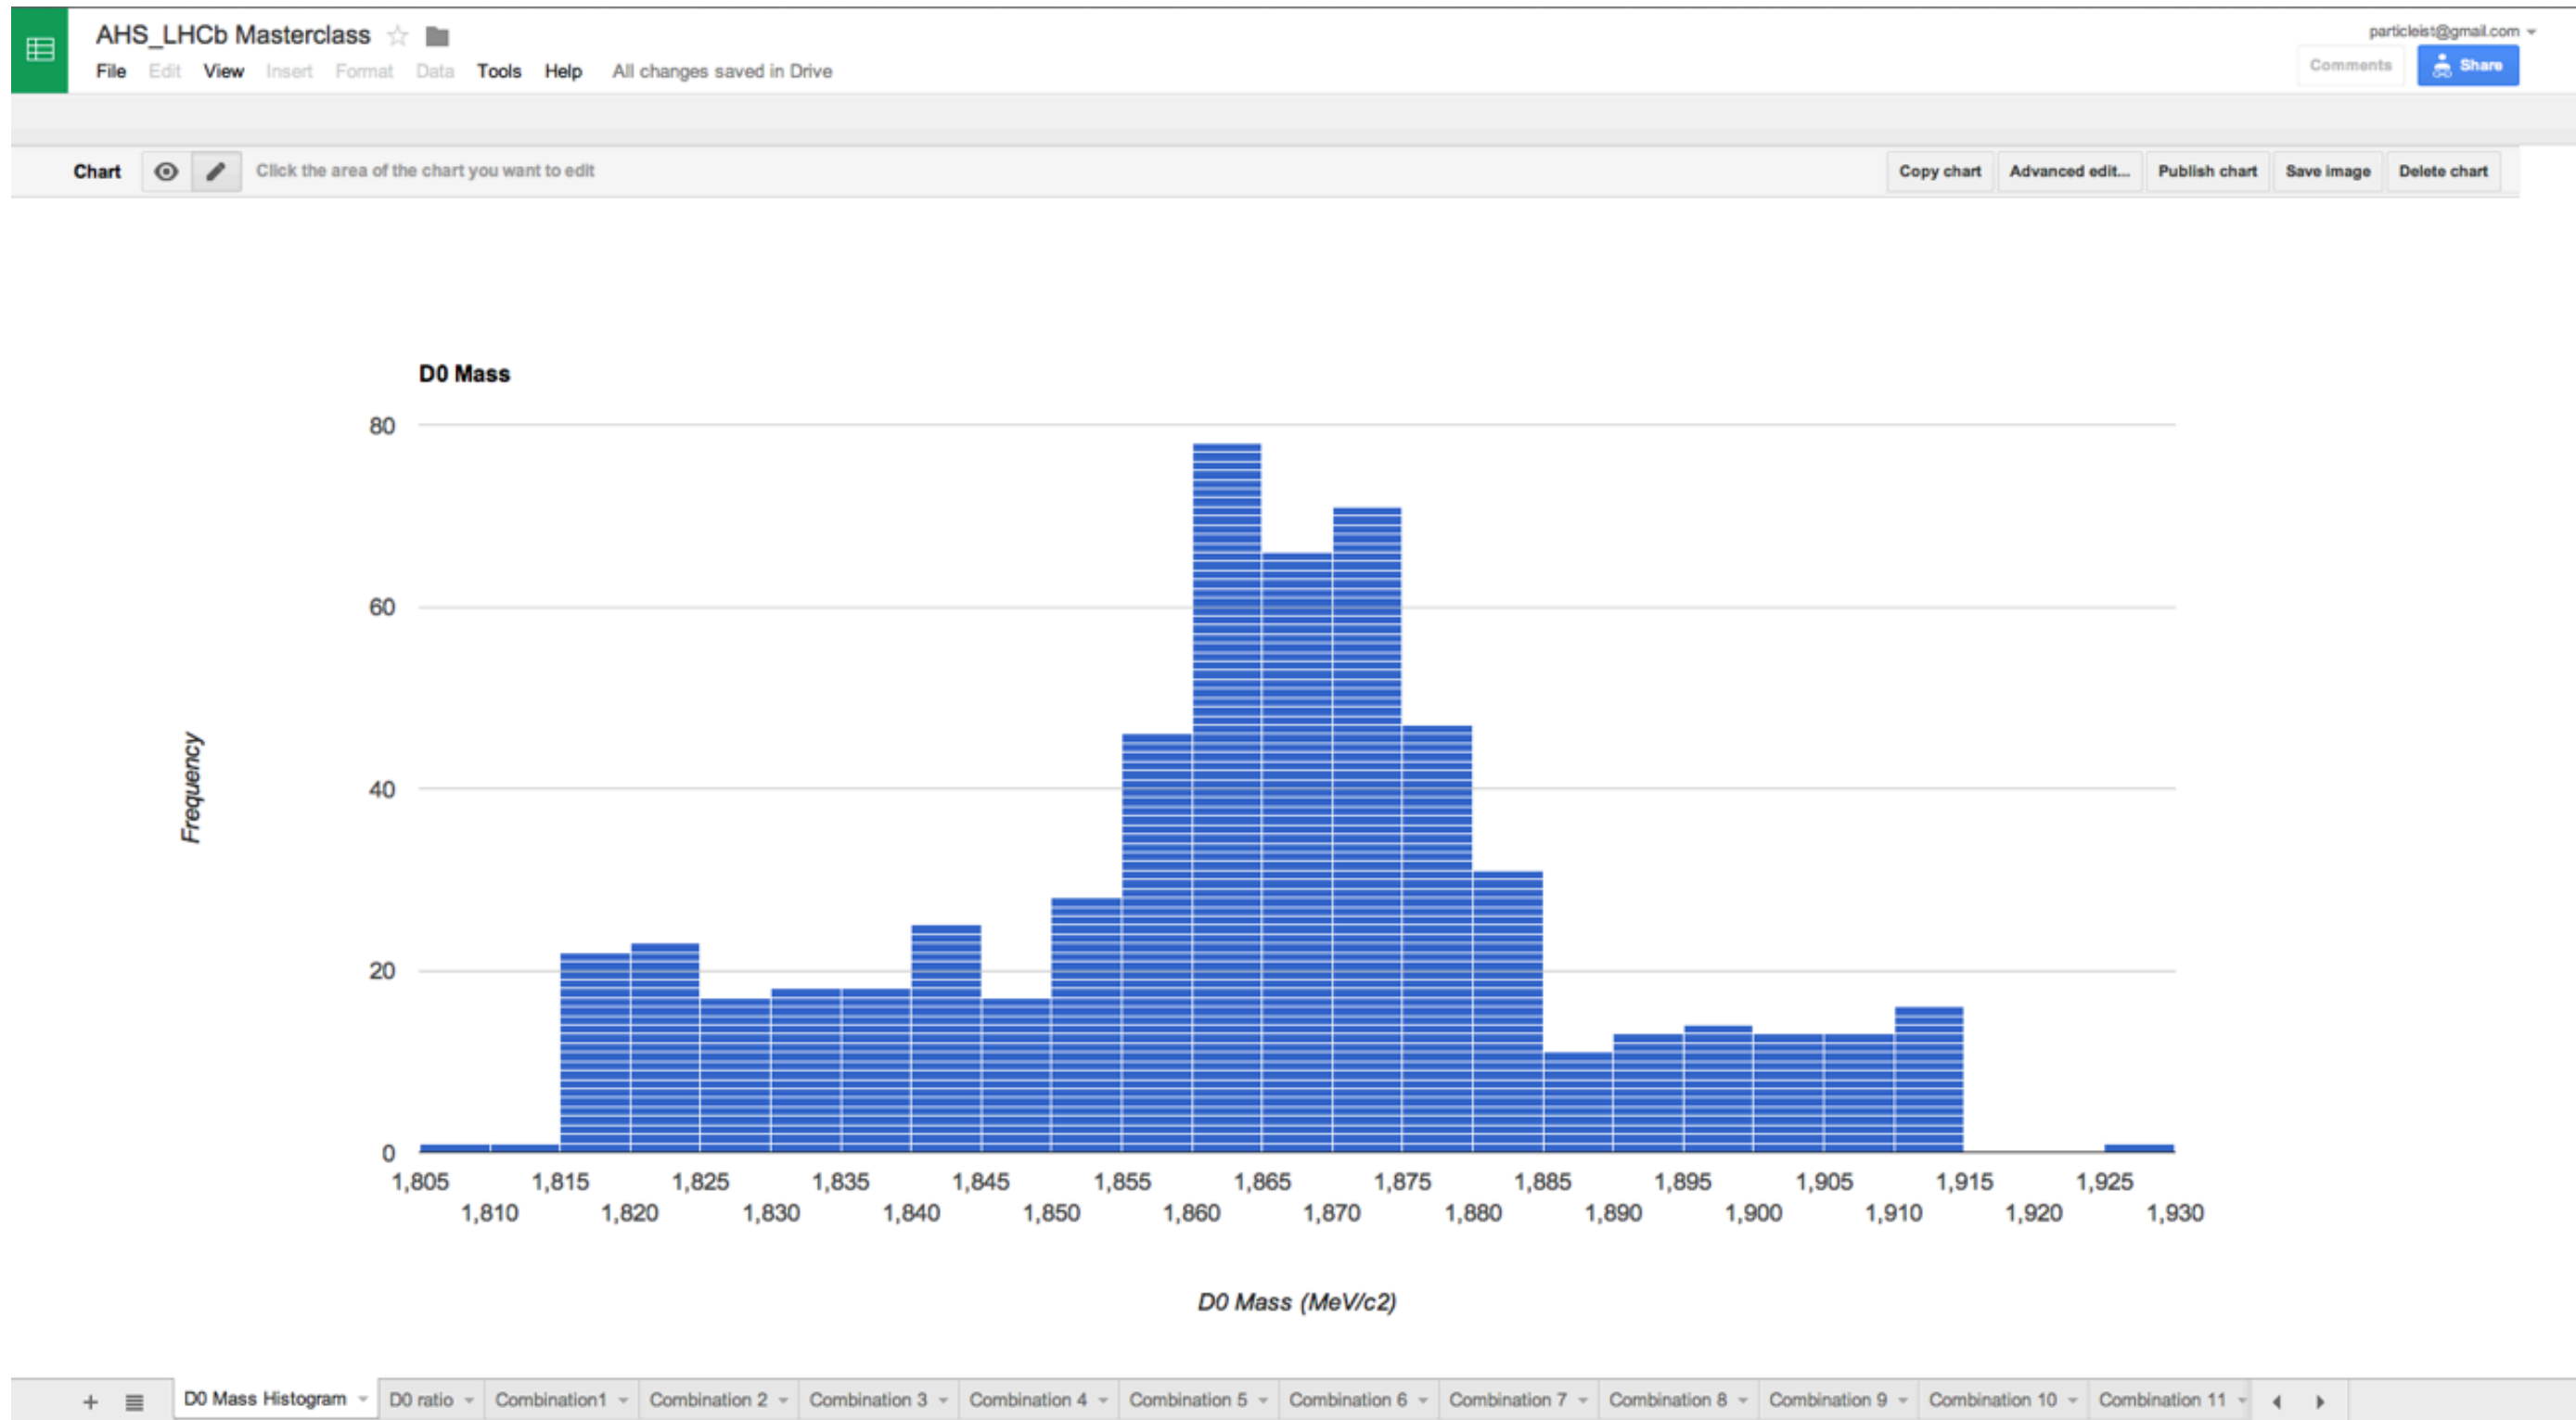 AHS_LHCb Masterclass
particleist@gmail.com
File Edit View Insert Format Data Tools Help All changes saved in Drive
Comments Share
Chart Click the area of the chart you want to edit Copy chart Advanced edit... Publish chart Save image Delete chart
D0 Mass
80
60
40
20
0
Frequency
1,805 1,815 1,825 1,835 1,845 1,855 1,865 1,875 1,885 1,895 1,905 1,915 1,925
1,810 1,820 1,830 1,840 1,850 1,860 1,870 1,880 1,890 1,900 1,910 1,920 1,930
D0 Mass (MeV/c2)
+ D0 Mass Histogram D0 ratio Combination1 Combination 2 Combination 3 Combination 4 Combination 5 Combination 6 Combination 7 Combination 8 Combination 9 Combination 10 Combination 11